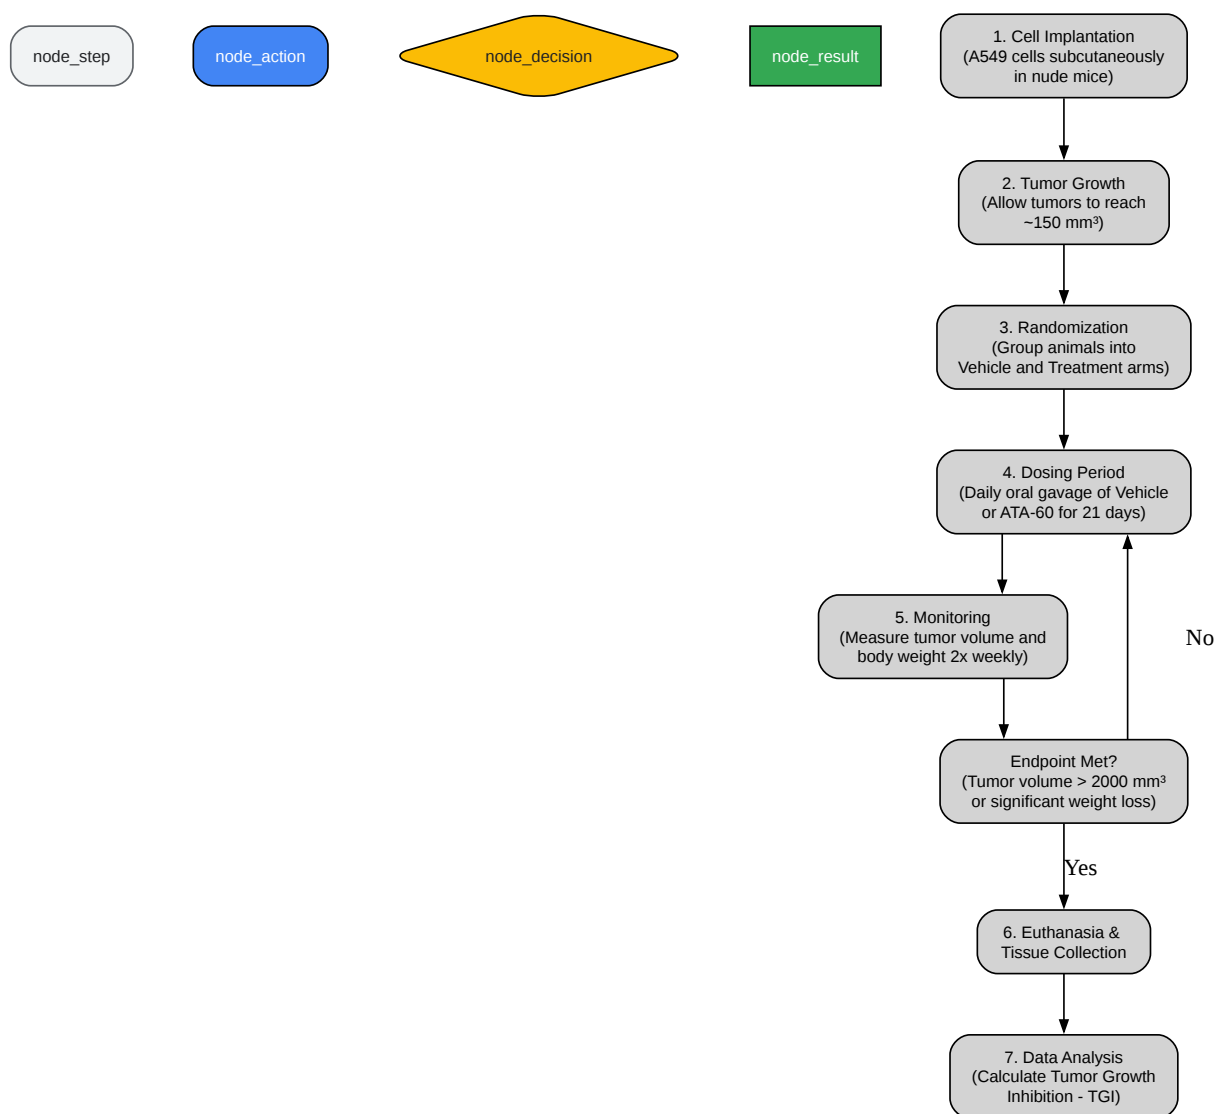 node_step
node_action
node_decision
node_result
1. Cell Implantation
(A549 cells subcutaneously
in nude mice)
2. Tumor Growth
(Allow tumors to reach
~150 mm³)
3. Randomization
(Group animals into
Vehicle and Treatment arms)
4. Dosing Period
(Daily oral gavage of Vehicle
or ATA-60 for 21 days)
5. Monitoring
(Measure tumor volume and
body weight 2x weekly)
No
Endpoint Met?
(Tumor volume > 2000 mm³
or significant weight loss)
Yes
6. Euthanasia &
Tissue Collection
7. Data Analysis
(Calculate Tumor Growth
Inhibition - TGI)